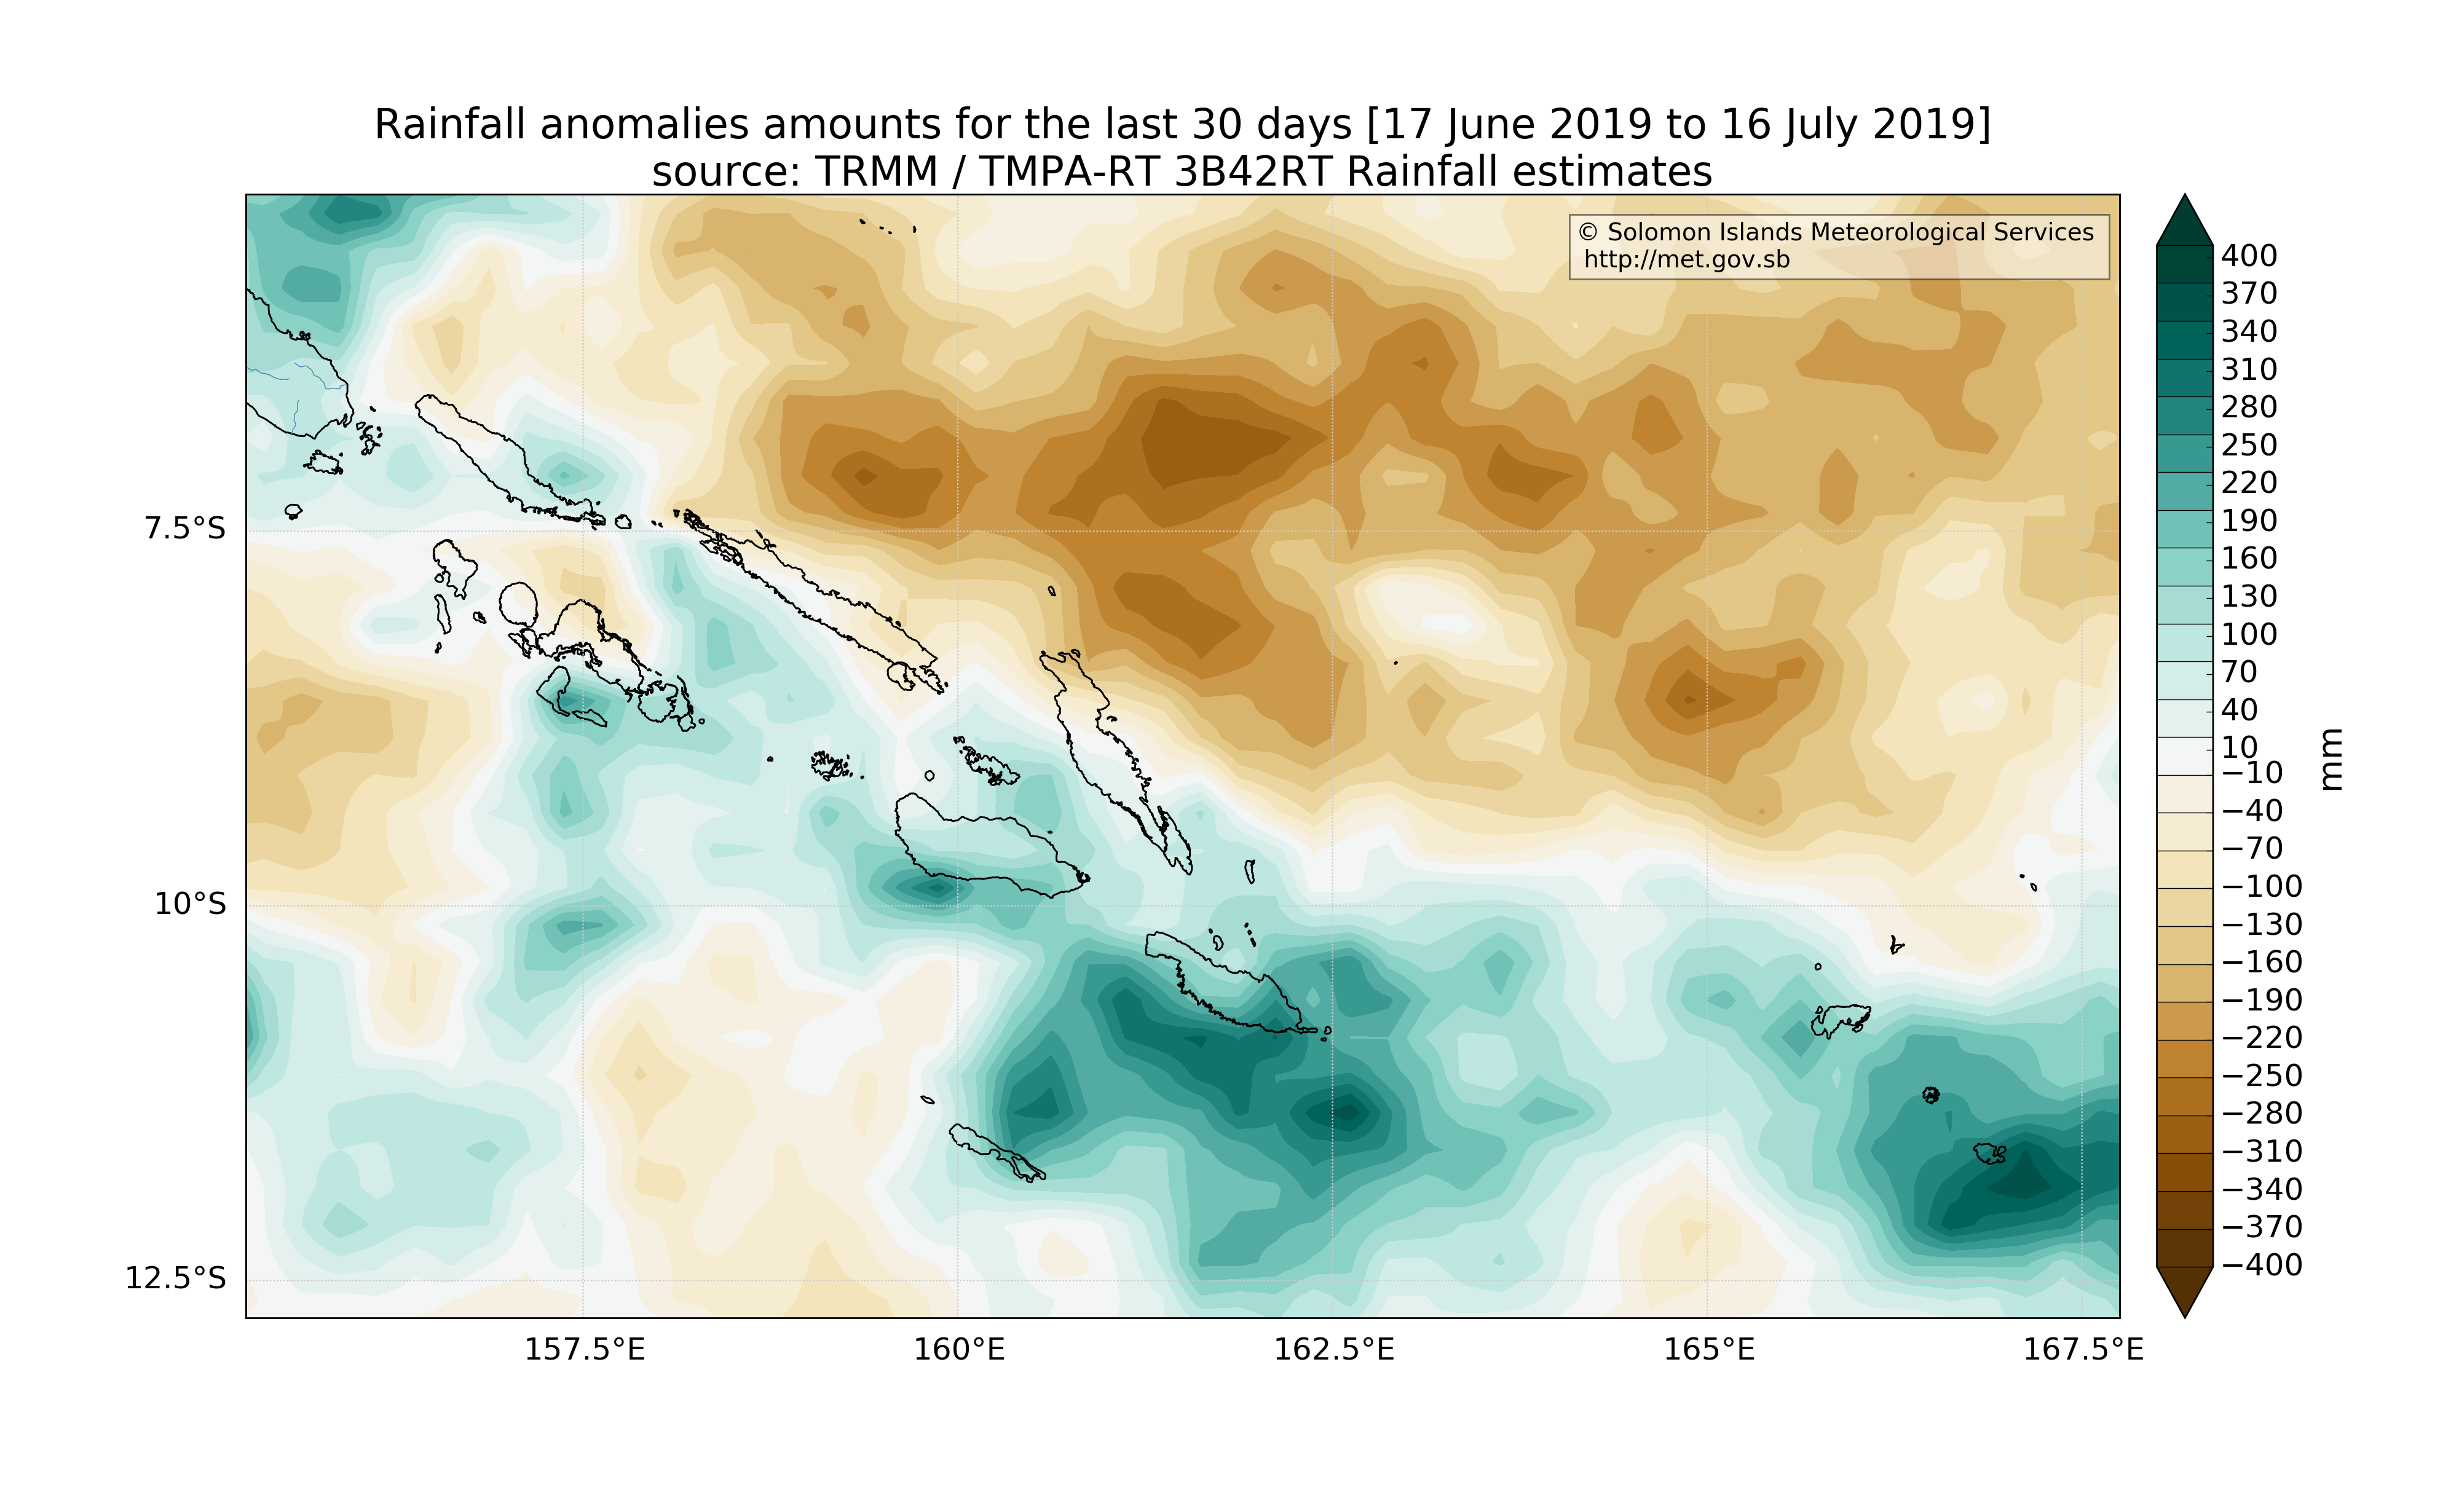 Rainfall anomalies amounts for the last 30 days [17 June 2019 to 16 July 2019]
source: TRMM / TMPA-RT 3B42RT Rainfall estimates
© Solomon Islands Meteorological Services
http://met.gov.sb
7.5°S
10°S
12.5°S
157.5°E
160°E
162.5°E
165°E
167.5°E
400
370
340
310
280
250
220
190
160
130
100
70
40
10
−10
−40
−70
−100
−130
−160
−190
−220
−250
−280
−310
−340
−370
−400
mm